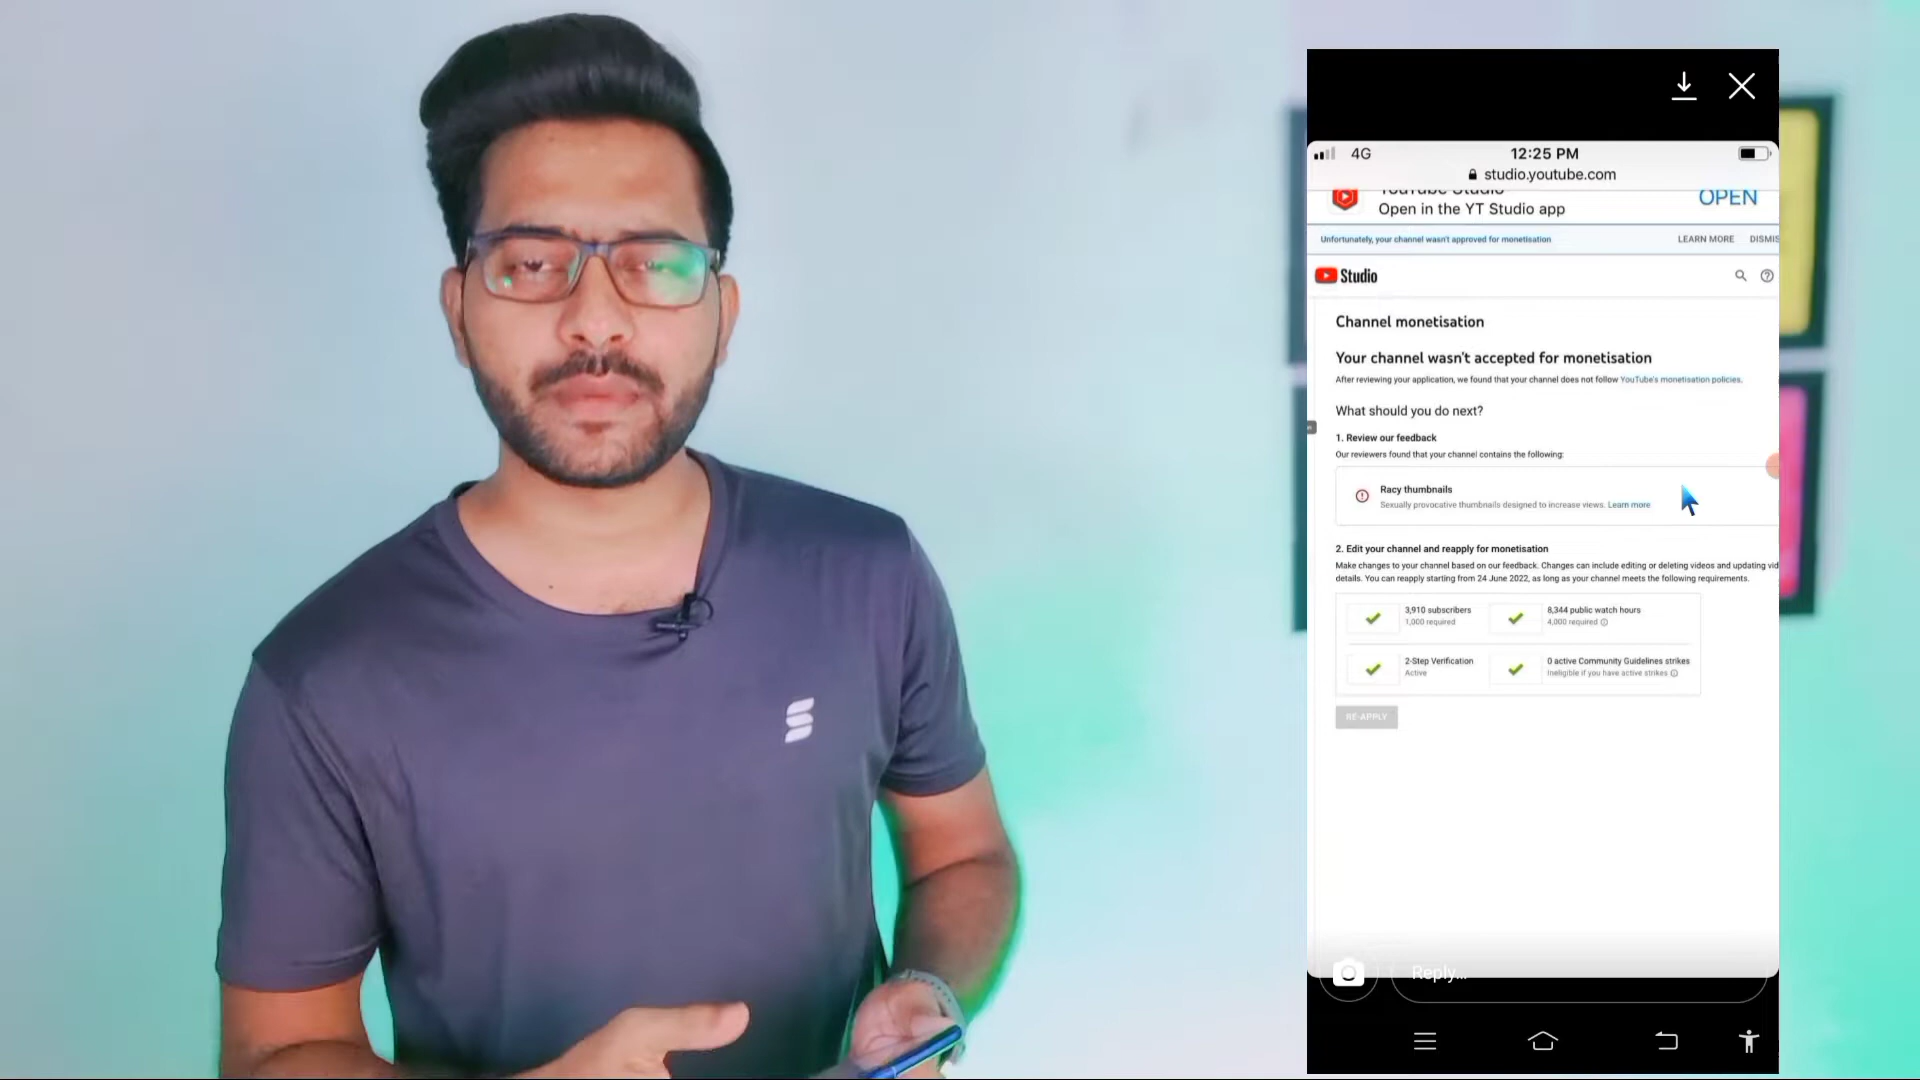 4G
12:25 PM
studio.youtube.com
YouTube Studio
Open in the YT Studio app
OPEN
Unfortunately, your channel wasn't approved for monetisation
LEARN MORE
DISMIS
Studio
Channel monetisation
Your channel wasn't accepted for monetisation
After reviewing your application, we found that your channel does not follow YouTube's monetisation policies.
What should you do next?
1. Review our feedback
Our reviewers found that your channel contains the following:
Racy thumbnails
Sexually provocative thumbnails designed to increase views. Learn more
2. Edit your channel and reapply for monetisation
Make changes to your channel based on our feedback. Changes can include editing or deleting videos and updating vid
details. You can reapply starting from 24 June 2022, as long as your channel meets the following requirements.
3,910 subscribers
1,000 required
8,344 public watch hours
4,000 required
2-Step Verification
Active
0 active Community Guidelines strikes
Ineligible if you have active strikes
RE-APPLY
Reply...